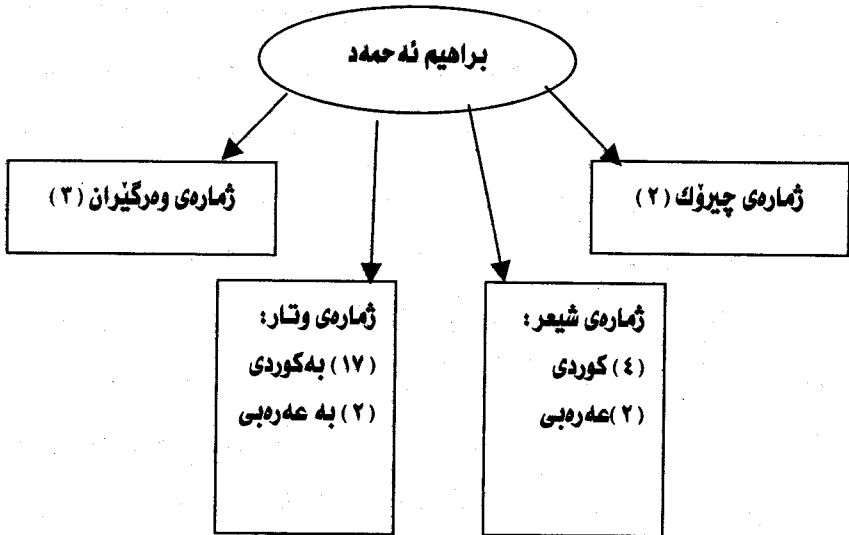 براهیم ئەحمەد
ژمارەی چیرۆك (٢)
ژمارەی وەرگێران (٣)
ژمارەی شیعر:
(٤) كوردی
(٢)عەرەبی
ژمارەی وتار:
(١٧) بەكوردی
(٢) بە عەرەبی